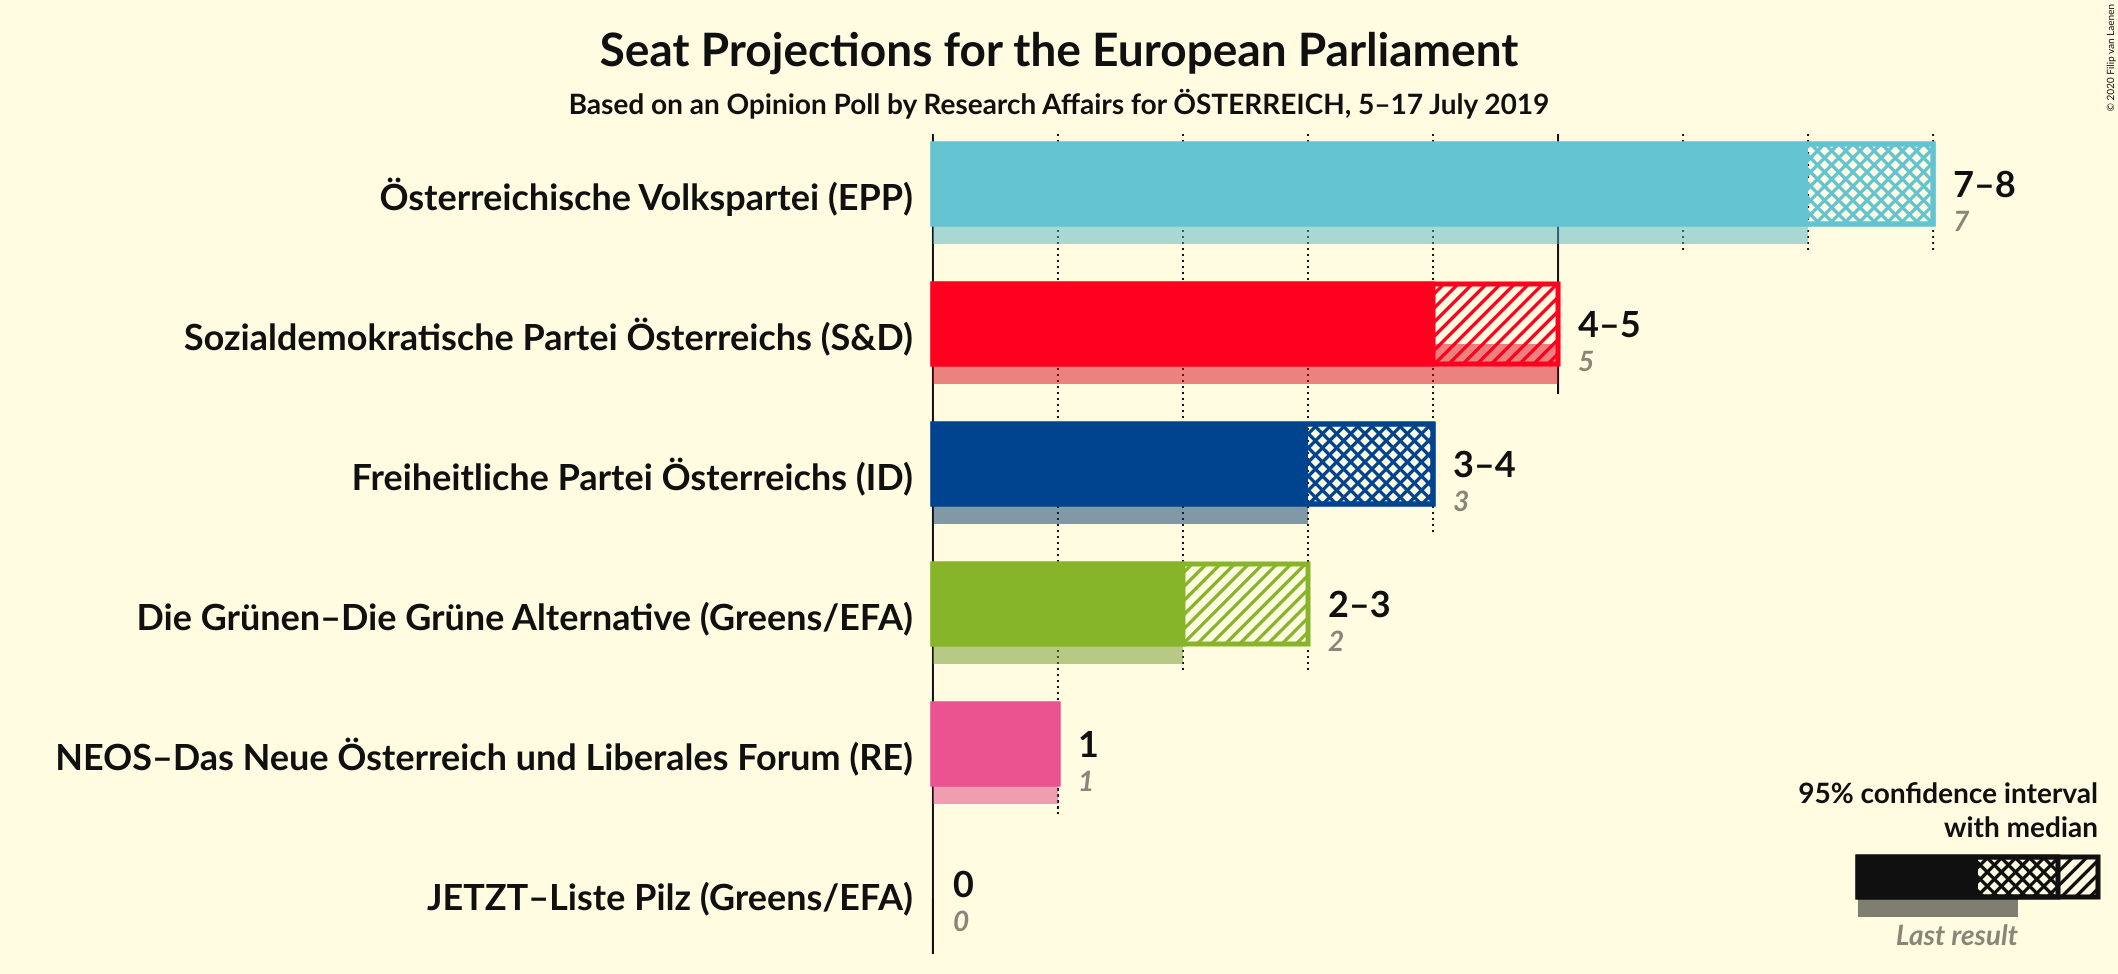 Seat Projections for the European Parliament
Based on an Opinion Poll by Research Affairs for ÖSTERREICH, 5–17 July 2019
© 2020 Filip van Laenen
Österreichische Volkspartei (EPP)
7–8
7
Sozialdemokratische Partei Österreichs (S&D)
4–5
5
Freiheitliche Partei Österreichs (ID)
3–4
3
Die Grünen–Die Grüne Alternative (Greens/EFA)
2–3
2
NEOS–Das Neue Österreich und Liberales Forum (RE)
1
1
JETZT–Liste Pilz (Greens/EFA)
0
0
95% confidence interval
with median
Last result